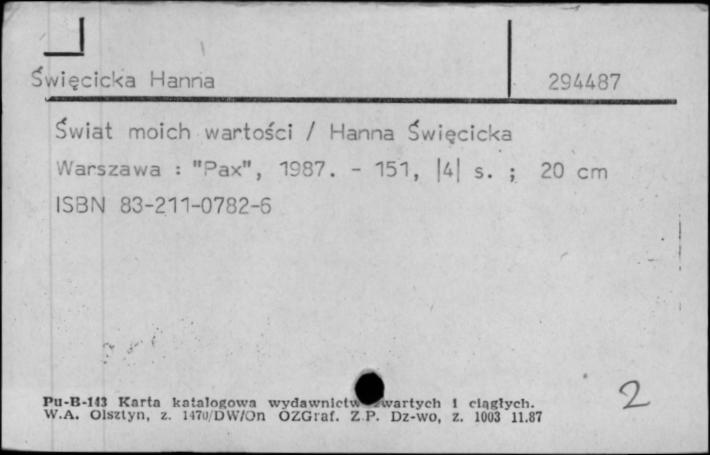 Święcicka Hanna 294487
Świat moich wartości / Hanna Święcicka
Warszawa : "Pax", 1987. - 151, |4| s. ; 20 cm
ISBN 83-211-0782-6
Pu-B-143 Karta katalogowa wydawnictw zwartych i ciągłych.
W.A. Olsztyn, z. 1470/DW/On OZGraf. Z.P. Dz-wo, z. 1003 11.87
2